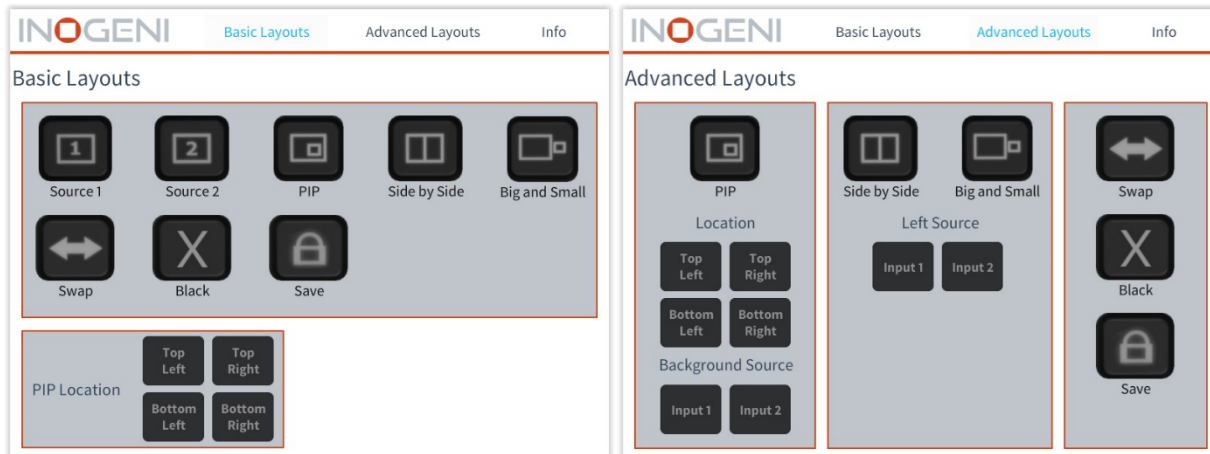 INOGENI Basic Layouts Advanced Layouts Info
Basic Layouts
1 2
Source 1 Source 2 PIP Side by Side Big and Small
X
Swap Black Save
PIP Location
Top Left
Top Right
Bottom Left
Bottom Right
INOGENI Basic Layouts Advanced Layouts Info
Advanced Layouts
PIP
Location
Top Left
Top Right
Bottom Left
Bottom Right
Background Source
Input 1 Input 2
Side by Side Big and Small
Left Source
Input 1 Input 2
Swap
X
Black
Save